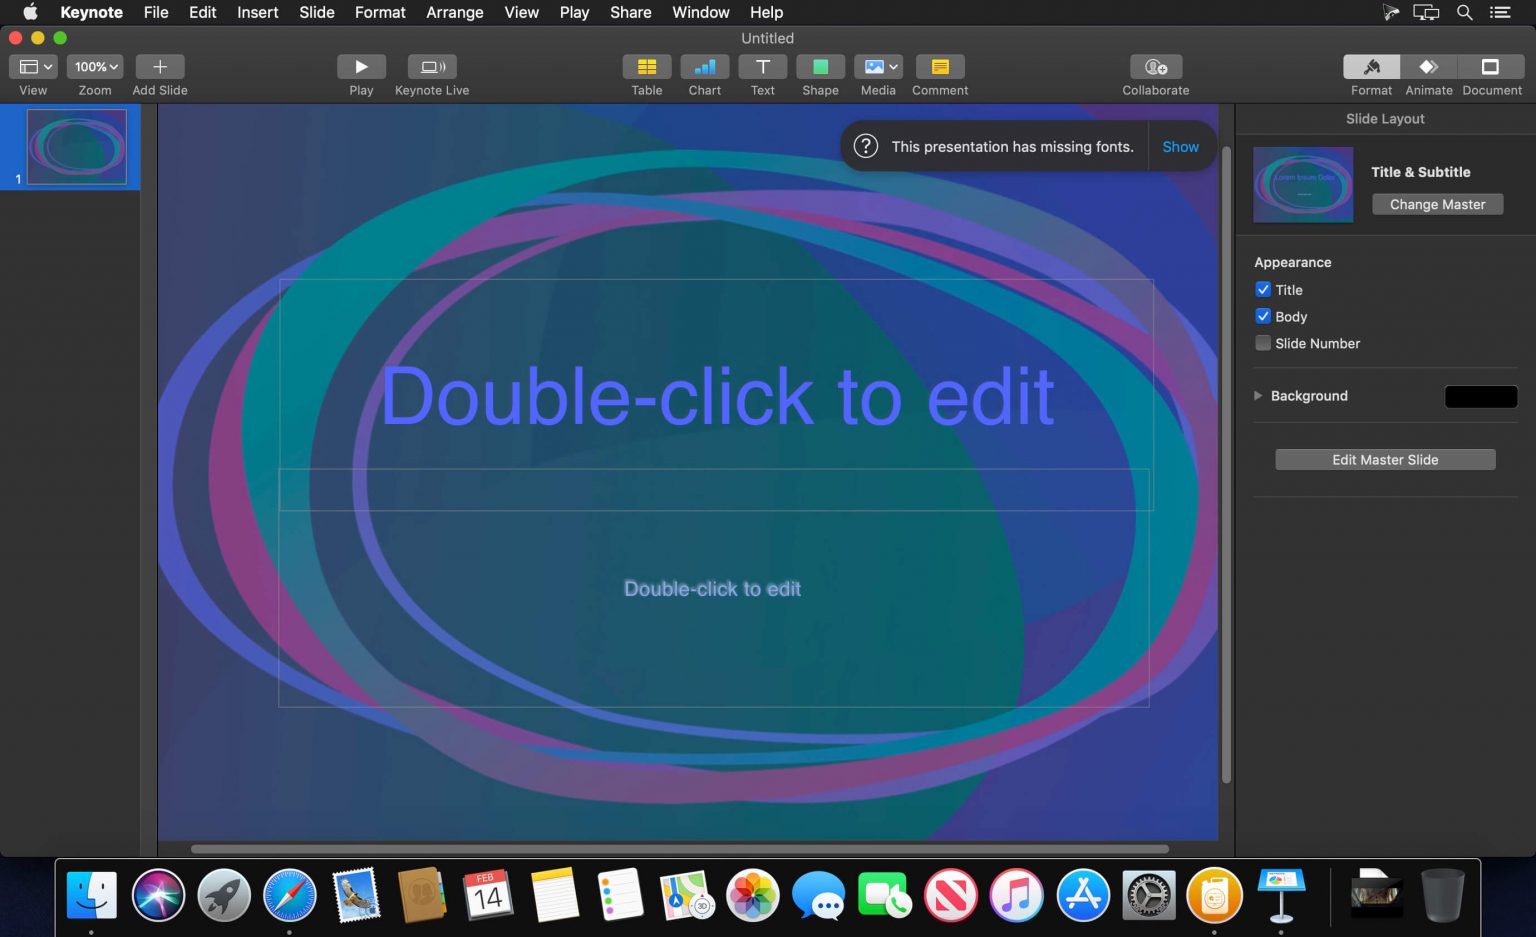 Keynote File Edit Insert Slide Format Arrange View Play Share Window Help
Untitled
100%
View Zoom Add Slide Play Keynote Live Table Chart Text Shape Media Comment Collaborate Format Animate Document
1
This presentation has missing fonts. Show
Double-click to edit
Double-click to edit
Slide Layout
Lorem Ipsum Dolor
Title & Subtitle
Change Master
Appearance
Title
Body
Slide Number
Background
Edit Master Slide
FEB
14
3D